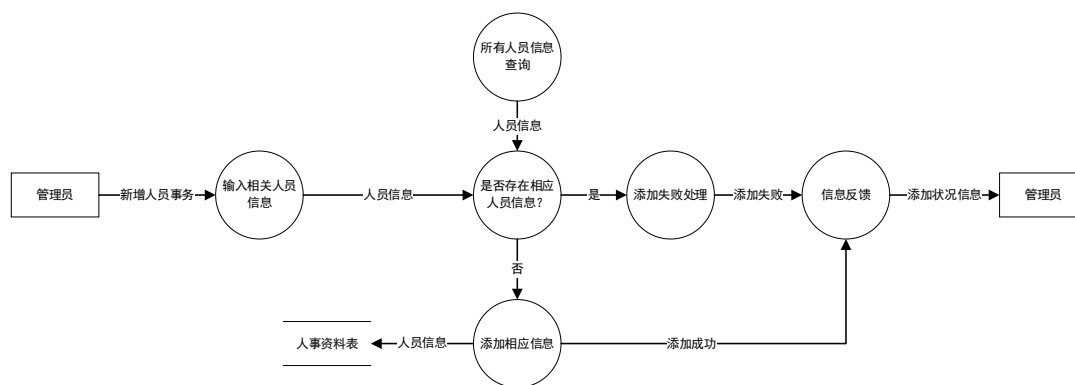 所有人员信息
查询
人员信息
管理员
新增人员事务
输入相关人员
信息
人员信息
是否存在相应
人员信息？
是
添加失败处理
添加失败
信息反馈
添加状况信息
管理员
否
人事资料表
人员信息
添加相应信息
添加成功